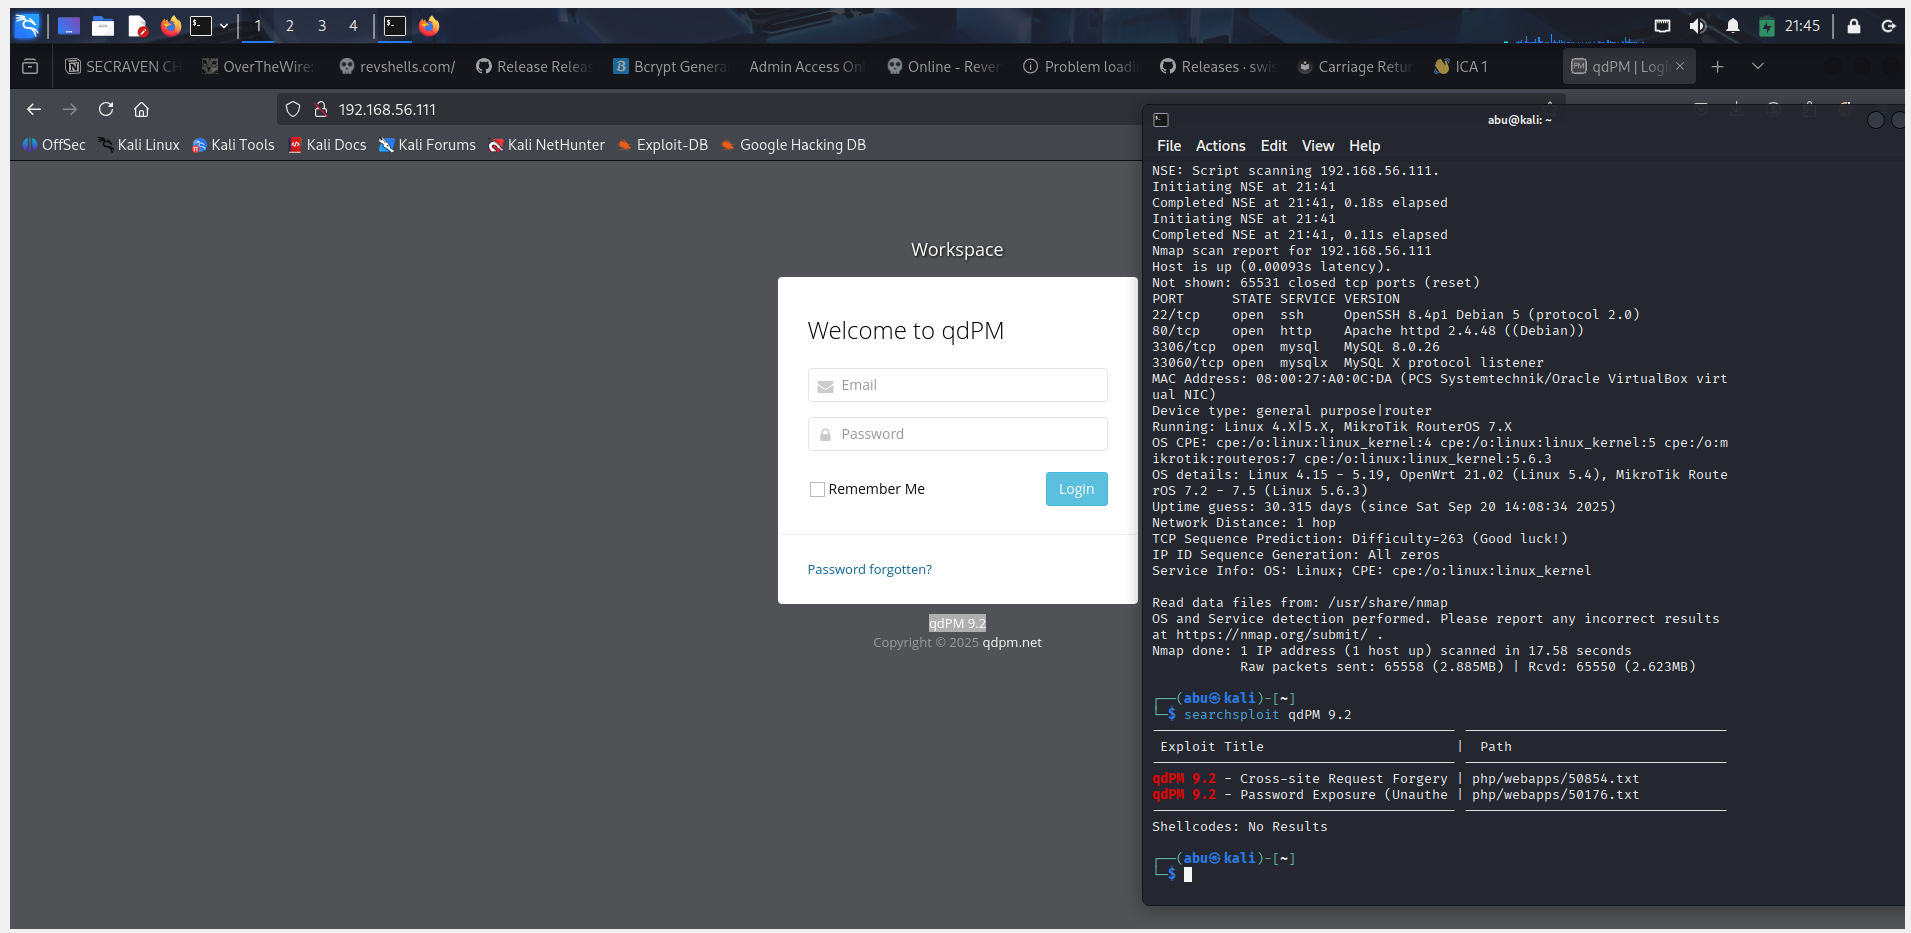 1 2 3 4 21:45
SECRAVEN CH OverTheWire: revshells.com/ Release Relea Bcrypt Genera Admin Access Onl Online - Rever Problem loadi Releases · swis Carriage Retur ICA 1 qdPM | Logi
192.168.56.111
OffSec Kali Linux Kali Tools Kali Docs Kali Forums Kali NetHunter Exploit-DB Google Hacking DB
Workspace
Welcome to qdPM
Email
Password
Remember Me Login
Password forgotten?
qdPM 9.2
Copyright © 2025 qdpm.net
abu@kali: ~
File Actions Edit View Help
NSE: Script scanning 192.168.56.111.
Initiating NSE at 21:41
Completed NSE at 21:41, 0.18s elapsed
Initiating NSE at 21:41
Completed NSE at 21:41, 0.11s elapsed
Nmap scan report for 192.168.56.111
Host is up (0.00093s latency).
Not shown: 65531 closed tcp ports (reset)
PORT STATE SERVICE VERSION
22/tcp open ssh OpenSSH 8.4p1 Debian 5 (protocol 2.0)
80/tcp open http Apache httpd 2.4.48 ((Debian))
3306/tcp open mysql MySQL 8.0.26
33060/tcp open mysqlx MySQL X protocol listener
MAC Address: 08:00:27:A0:0C:DA (PCS Systemtechnik/Oracle VirtualBox virt
ual NIC)
Device type: general purpose|router
Running: Linux 4.X|5.X, MikroTik RouterOS 7.X
OS CPE: cpe:/o:linux:linux_kernel:4 cpe:/o:linux:linux_kernel:5 cpe:/o:m
ikrotik:routeros:7 cpe:/o:linux:linux_kernel:5.6.3
OS details: Linux 4.15 - 5.19, OpenWrt 21.02 (Linux 5.4), MikroTik Route
rOS 7.2 - 7.5 (Linux 5.6.3)
Uptime guess: 30.315 days (since Sat Sep 20 14:08:34 2025)
Network Distance: 1 hop
TCP Sequence Prediction: Difficulty=263 (Good luck!)
IP ID Sequence Generation: All zeros
Service Info: OS: Linux; CPE: cpe:/o:linux:linux_kernel
Read data files from: /usr/share/nmap
OS and Service detection performed. Please report any incorrect results
at https://nmap.org/submit/ .
Nmap done: 1 IP address (1 host up) scanned in 17.58 seconds
Raw packets sent: 65558 (2.885MB) | Rcvd: 65550 (2.623MB)
┌──(abu㉿kali)-[~]
└─$ searchsploit qdPM 9.2
Exploit Title | Path
qdPM 9.2 - Cross-site Request Forgery | php/webapps/50854.txt
qdPM 9.2 - Password Exposure (Unauthe | php/webapps/50176.txt
Shellcodes: No Results
┌──(abu㉿kali)-[~]
└─$